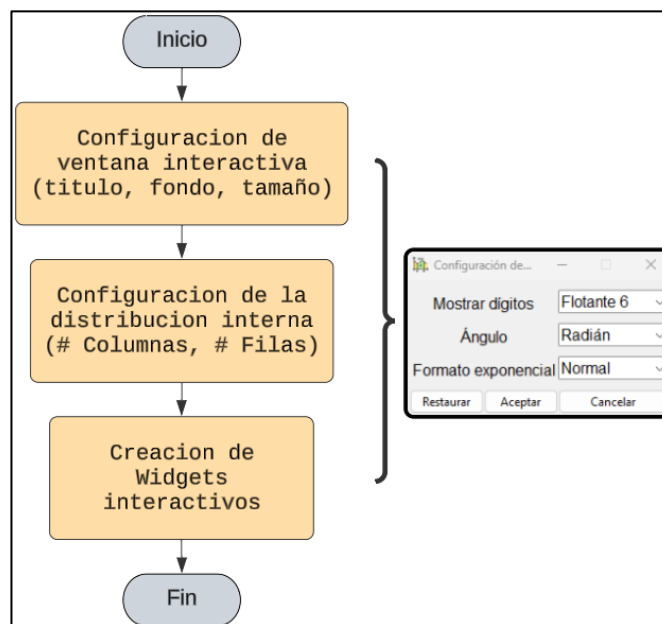 Inicio
Configuracion de
ventana interactiva
(titulo, fondo, tamaño)
Configuracion de la
distribucion interna
(# Columnas, # Filas)
Creacion de
Widgets
interactivos
Fin
Configuración de...
Mostrar dígitos Flotante 6
Ángulo Radián
Formato exponencial Normal
Restaurar Aceptar Cancelar